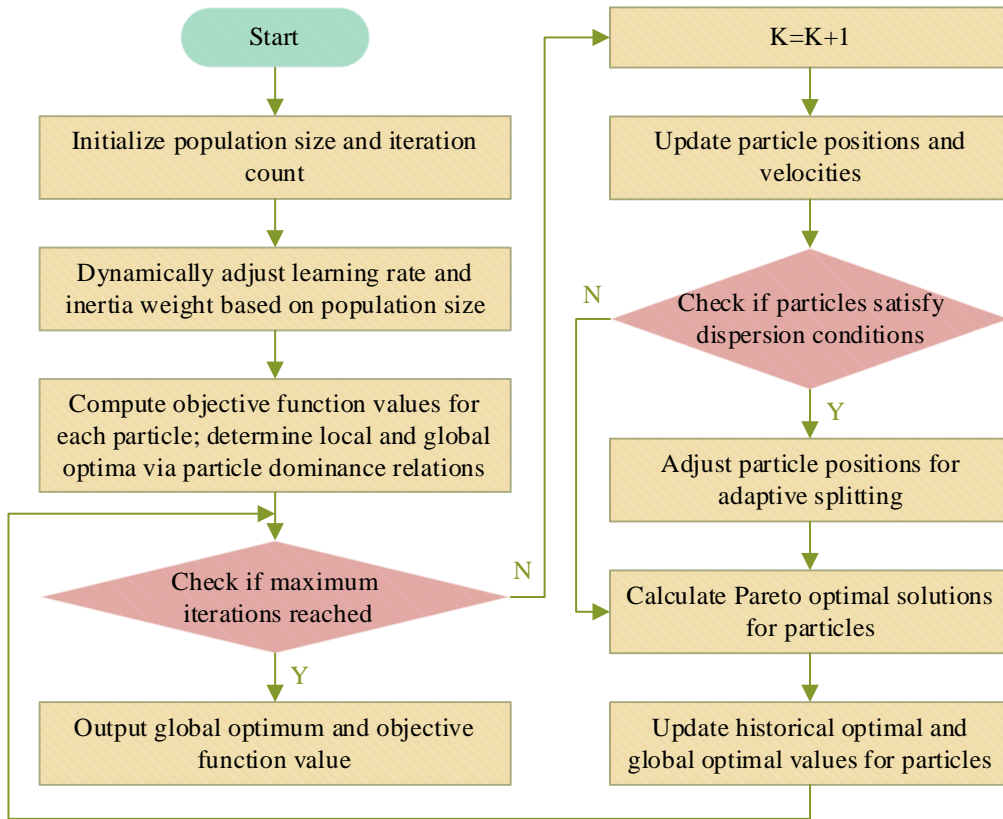 Start
Initialize population size and iteration
count
Dynamically adjust learning rate and
inertia weight based on population size
Compute objective function values for
each particle; determine local and global
optima via particle dominance relations
Check if maximum
iterations reached
N
Y
Output global optimum and objective
function value
K=K+1
Update particle positions and
velocities
N
Check if particles satisfy
dispersion conditions
Y
Adjust particle positions for
adaptive splitting
Calculate Pareto optimal solutions
for particles
Update historical optimal and
global optimal values for particles